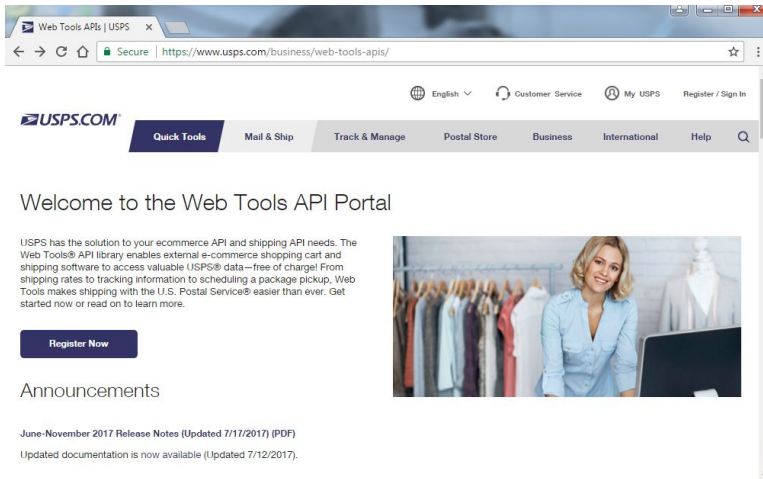 Web Tools APIs | USPS
Secure | https://www.usps.com/business/web-tools-apis/
English Customer Service My USPS Register / Sign In
USPS.COM®
Quick Tools Mail & Ship Track & Manage Postal Store Business International Help
Welcome to the Web Tools API Portal
USPS has the solution to your ecommerce API and shipping API needs. The
Web Tools® API library enables external e-commerce shopping cart and
shipping software to access valuable USPS® data—free of charge! From
shipping rates to tracking information to scheduling a package pickup, Web
Tools makes shipping with the U.S. Postal Service® easier than ever. Get
started now or read on to learn more.
Register Now
Announcements
June-November 2017 Release Notes (Updated 7/17/2017) (PDF)
Updated documentation is now available (Updated 7/12/2017).